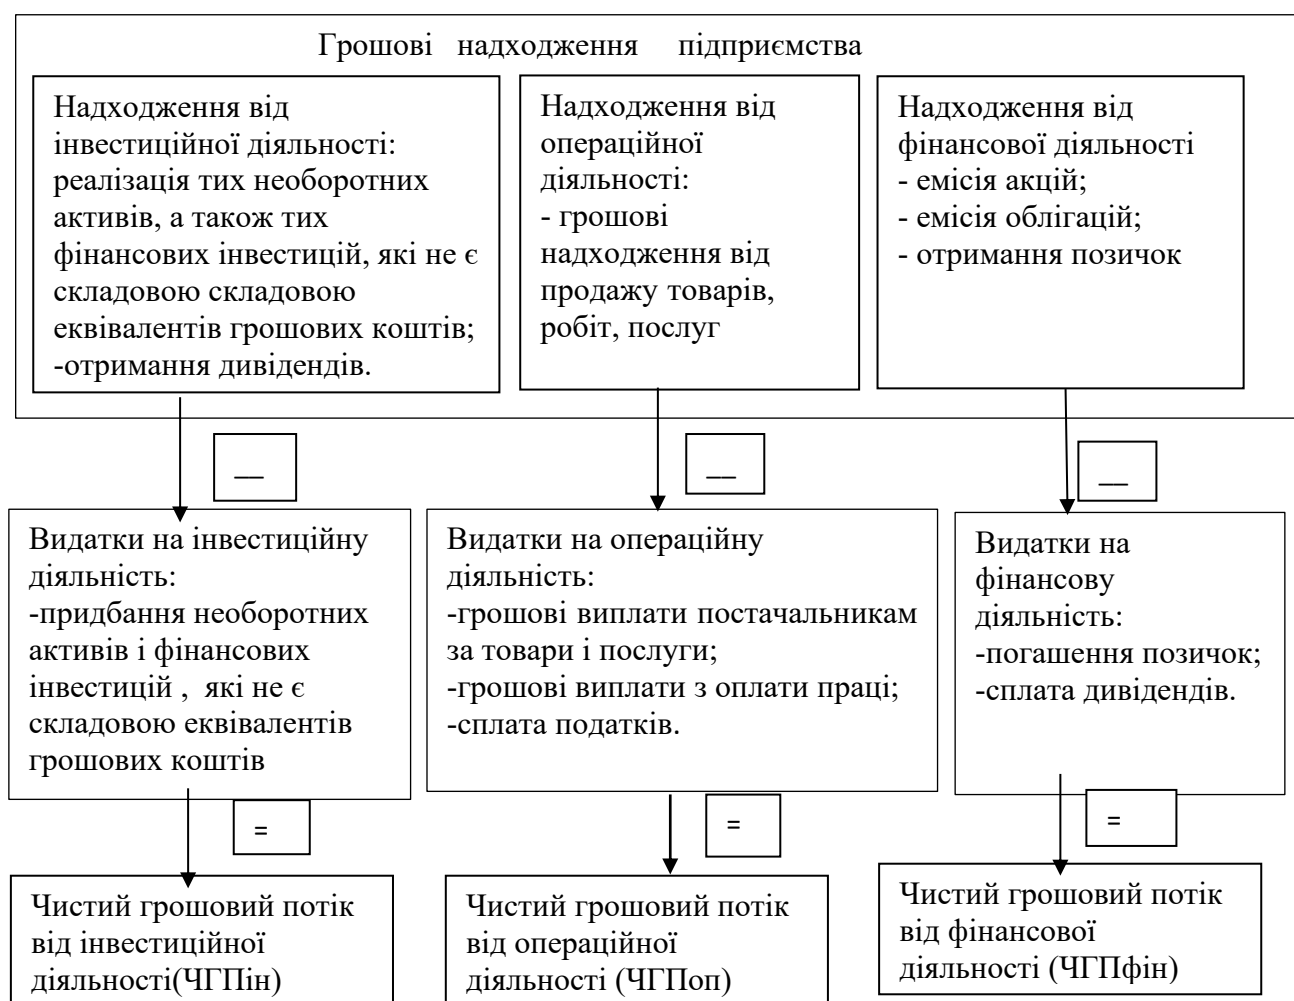 Грошові надходження підприємства
Надходження від
інвестиційної діяльності:
реалізація тих необоротних
активів, а також тих
фінансових інвестицій, які не є
складовою складовою
еквівалентів грошових коштів;
-отримання дивідендів.
Надходження від
операційної
діяльності:
- грошові
надходження від
продажу товарів,
робіт, послуг
Надходження від
фінансової діяльності
- емісія акцій;
- емісія облігацій;
- отримання позичок
__
__
__
Видатки на інвестиційну
діяльність:
-придбання необоротних
активів і фінансових
інвестицій , які не є
складовою еквівалентів
грошових коштів
Видатки на операційну
діяльність:
-грошові виплати постачальникам
за товари і послуги;
-грошові виплати з оплати праці;
-сплата податків.
Видатки на
фінансову
діяльність:
-погашення позичок;
-сплата дивідендів.
=
=
=
Чистий грошовий потік
від інвестиційної
діяльності(ЧГПін)
Чистий грошовий потік
від операційної
діяльності (ЧГПоп)
Чистий грошовий потік
від фінансової
діяльності (ЧГПфін)